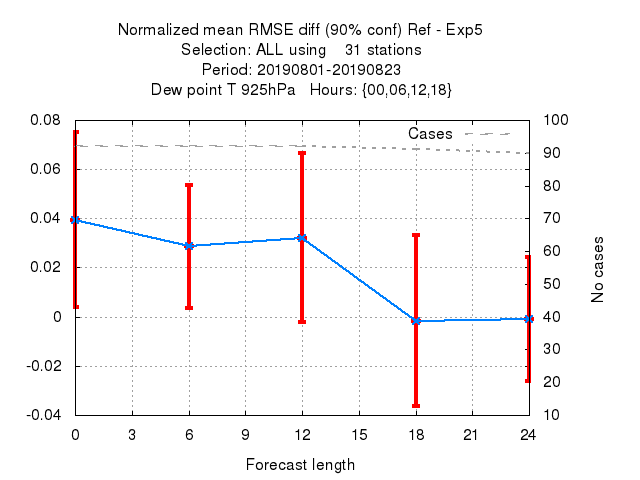 Normalized mean RMSE diff (90% conf) Ref - Exp5
Selection: ALL using    31 stations
Period: 20190801-20190823
Dew point T 925hPa   Hours: {00,06,12,18}
Cases
0.08
0.06
0.04
0.02
0
-0.02
-0.04
100
90
80
70
60
50
40
30
20
10
No cases
0 3 6 9 12 15 18 21 24
Forecast length